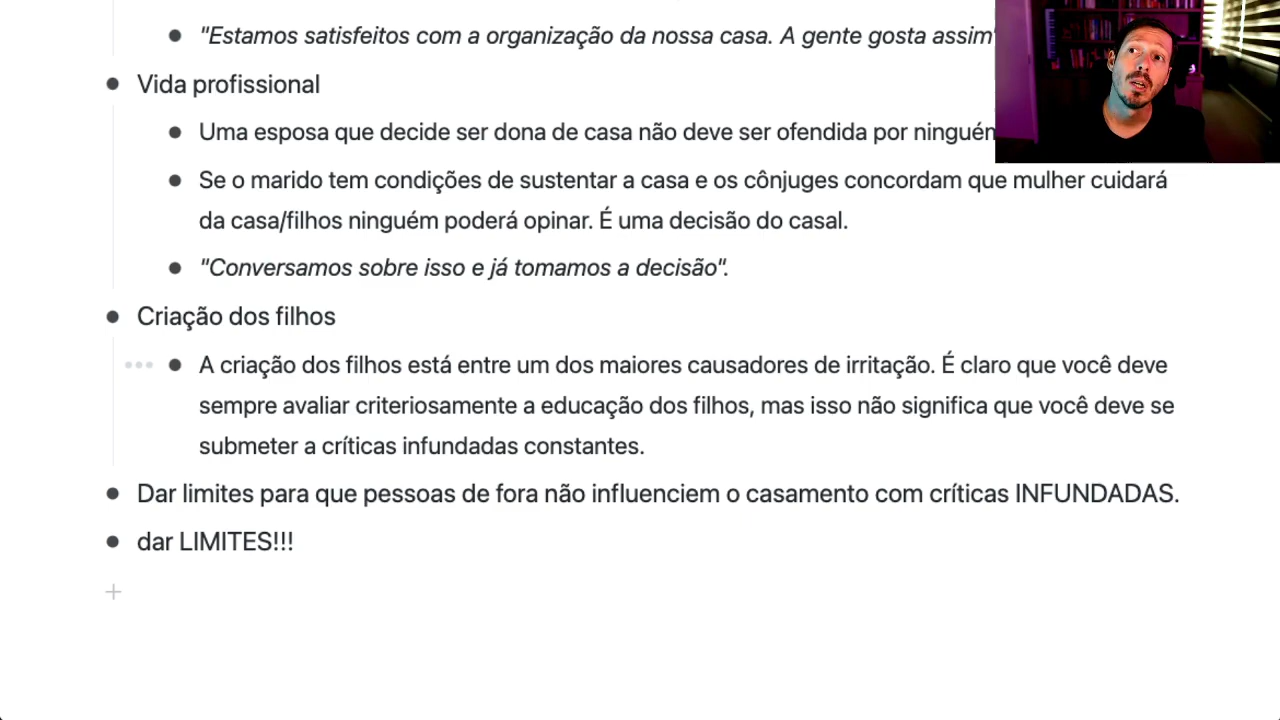 "Estamos satisfeitos com a organização da nossa casa. A gente gosta assim"
Vida profissional
Uma esposa que decide ser dona de casa não deve ser ofendida por
Se o marido tem condições de sustentar a casa e os cônjuges concordam que mulher cuidará
da casa/filhos ninguém poderá opinar. É uma decisão do casal.
"Conversamos sobre isso e já tomamos a decisão".
Criação dos filhos
A criação dos filhos está entre um dos maiores causadores de irritação. É claro que você deve
sempre avaliar criteriosamente a educação dos filhos, mas isso não significa que você deve se
submeter a críticas infundadas constantes.
Dar limites para que pessoas de fora não influenciem o casamento com críticas INFUNDADAS.
dar LIMITES!!!